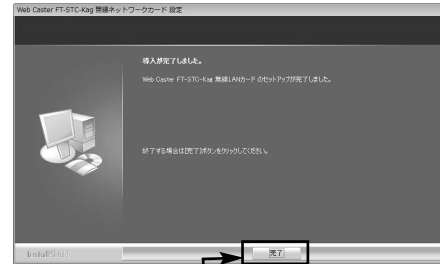 Web Caster FT-STC-Kag 無線ネットワークカード 設定
導入が完了しました。
Web Caster FT-STC-Kag 無線LANカード のセットアップが完了しました。
終了する場合は[完了]ボタンをクリックしてください。
InstallShield
完了